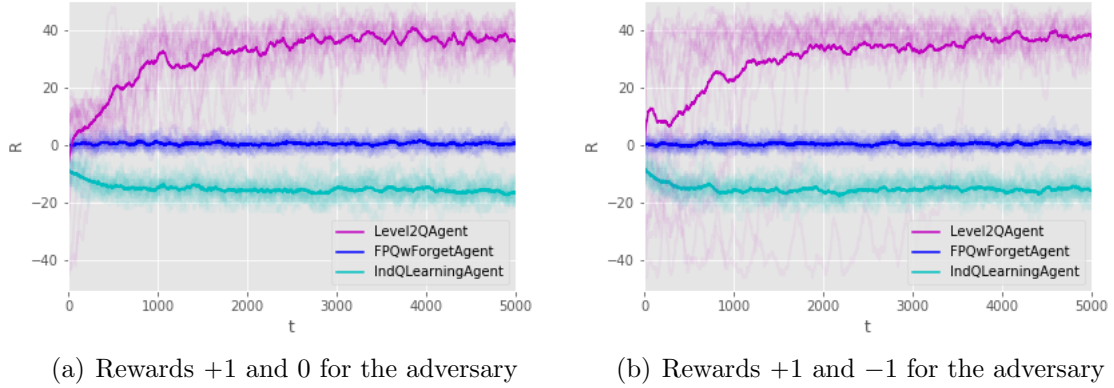 40
20
0
−20
−40
R
0
1000
2000
3000
4000
5000
t
Level2QAgent
FPQwForgetAgent
IndQLearningAgent
(a) Rewards +1 and 0 for the adversary
40
20
0
−20
−40
R
0
1000
2000
3000
4000
5000
t
Level2QAgent
FPQwForgetAgent
IndQLearningAgent
(b) Rewards +1 and −1 for the adversary